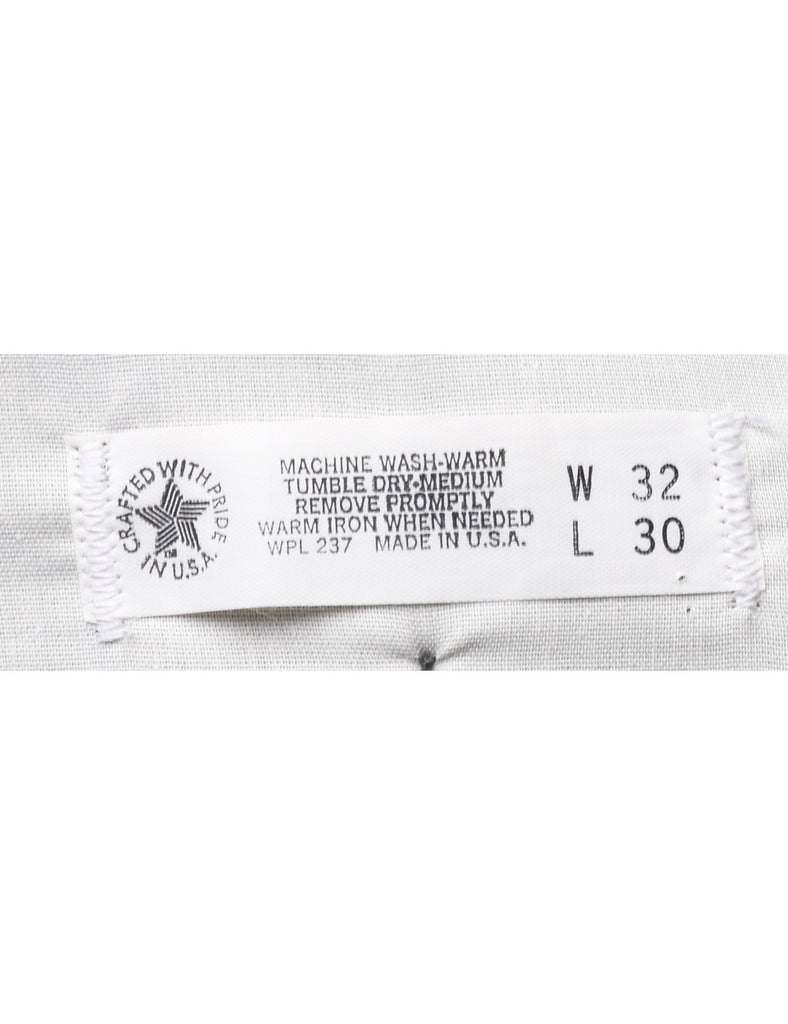 CRAFTED WITH PRIDE
IN U.S.A.
TM
MACHINE WASH-WARM
TUMBLE DRY-MEDIUM
REMOVE PROMPTLY
WARM IRON WHEN NEEDED
WPL 237 MADE IN U.S.A.
W 32
L 30